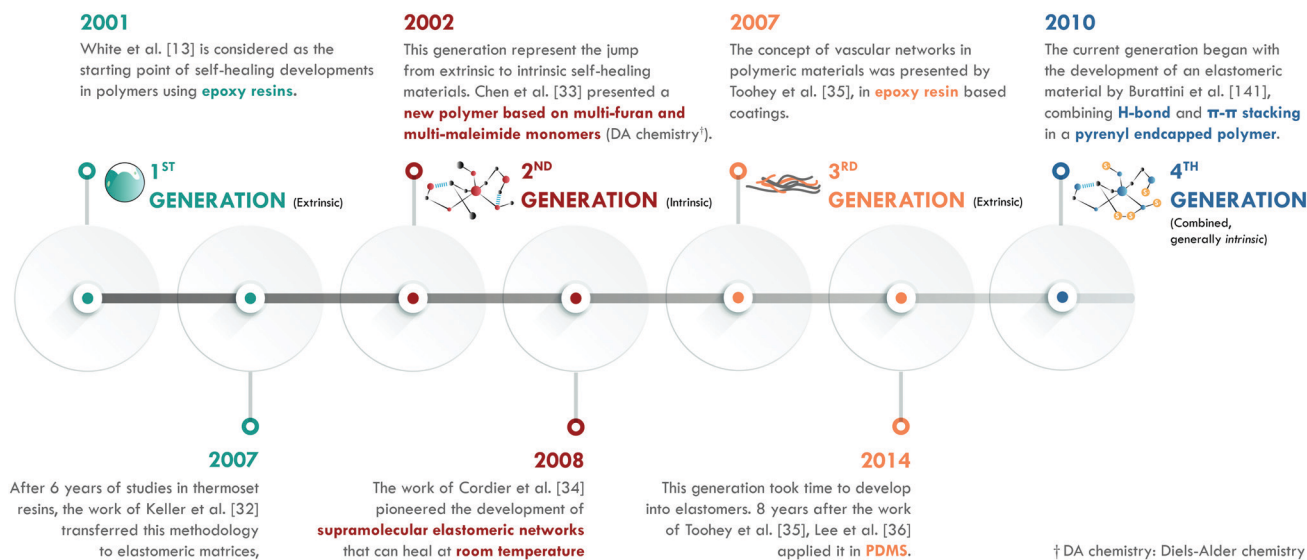 2001
White et al. [13] is considered as the
starting point of self-healing developments
in polymers using epoxy resins.
2002
This generation represent the jump
from extrinsic to intrinsic self-healing
materials. Chen et al. [33] presented a
new polymer based on multi-furan and
multi-maleimide monomers (DA chemistry†).
2007
The concept of vascular networks in
polymeric materials was presented by
Toohey et al. [35], in epoxy resin based
coatings.
2010
The current generation began with
the development of an elastomeric
material by Burattini et al. [141],
combining H-bond and π-π stacking
in a pyrenyl endcapped polymer.
1ST
GENERATION (Extrinsic)
2ND
GENERATION (Intrinsic)
3RD
GENERATION (Extrinsic)
4TH
GENERATION
(Combined,
generally intrinsic)
S
S
S
S
S
2007
After 6 years of studies in thermoset
resins, the work of Keller et al. [32]
transferred this methodology
to elastomeric matrices,
2008
The work of Cordier et al. [34]
pioneered the development of
supramolecular elastomeric networks
that can heal at room temperature
2014
This generation took time to develop
into elastomers. 8 years after the work
of Toohey et al. [35], Lee et al. [36]
applied it in PDMS.
† DA chemistry: Diels-Alder chemistry